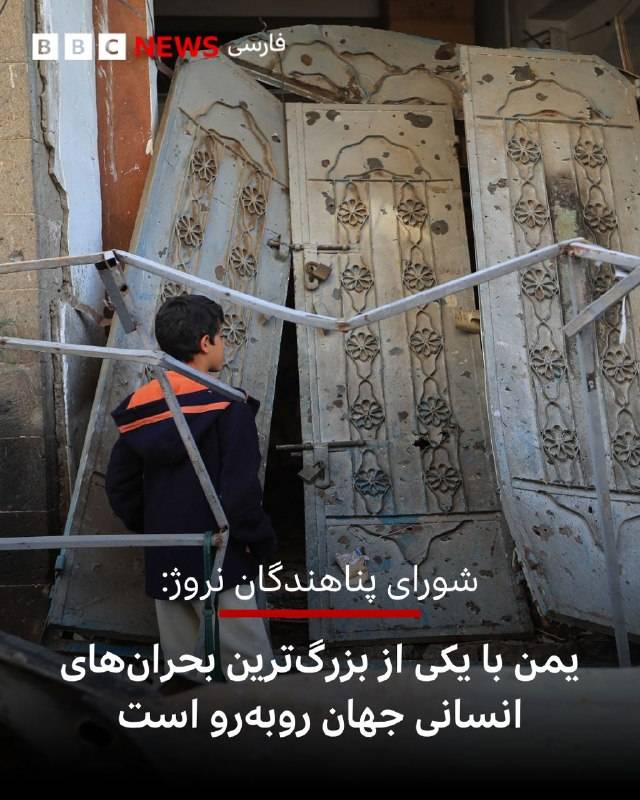 BBC NEWS فارسی
شورای پناهندگان نروژ:
یمن با یکی از بزرگ‌ترین بحران‌های
انسانی جهان روبه‌رو است